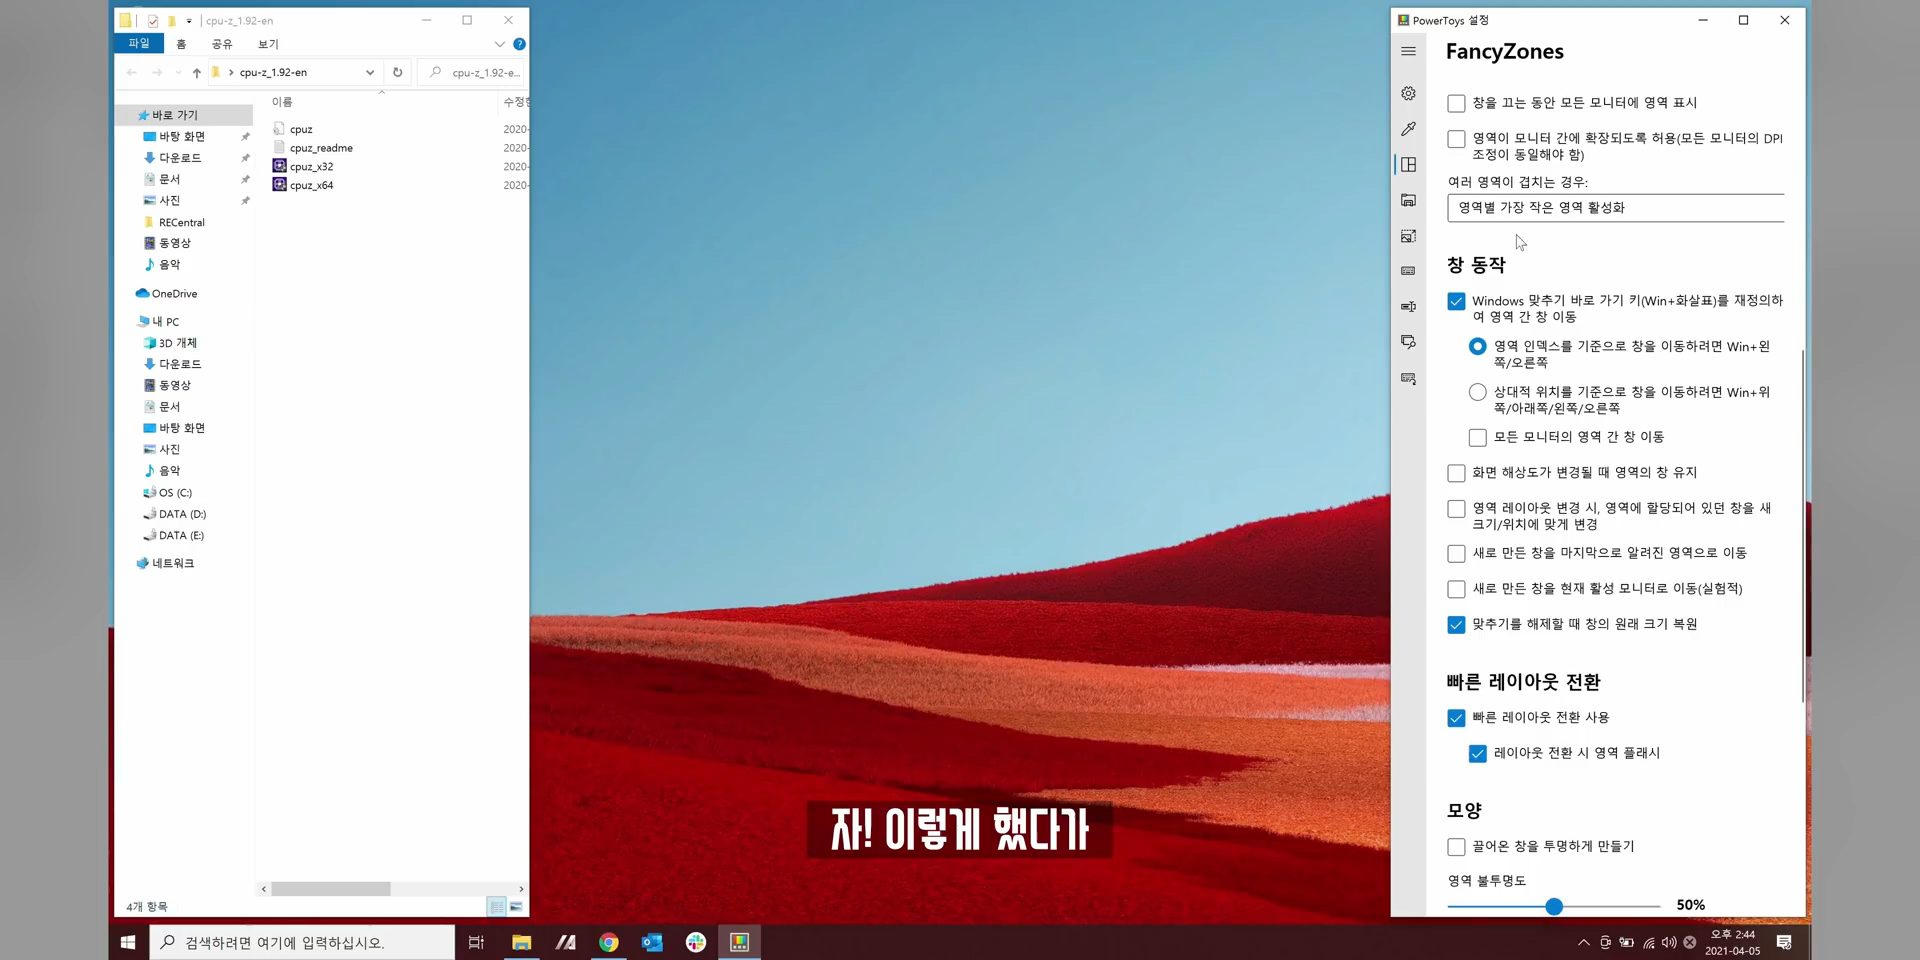 cpu-z_1.92-en
파일
홈
공유
보기
cpu-z_1.92-en
cpu-z_1.92-e...
이름
수정한
바로 가기
바탕 화면
다운로드
문서
사진
RECentral
동영상
음악
OneDrive
내 PC
3D 개체
다운로드
동영상
문서
바탕 화면
사진
음악
OS (C:)
DATA (D:)
DATA (E:)
네트워크
cpuz
2020-
cpuz_readme
2020-
cpuz_x32
2020-
cpuz_x64
2020-
4개 항목
PowerToys 설정
FancyZones
창을 끄는 동안 모든 모니터에 영역 표시
영역이 모니터 간에 확장되도록 허용(모든 모니터의 DPI
조정이 동일해야 함)
여러 영역이 겹치는 경우:
영역별 가장 작은 영역 활성화
창 동작
Windows 맞추기 바로 가기 키(Win+화살표)를 재정의하
여 영역 간 창 이동
영역 인덱스를 기준으로 창을 이동하려면 Win+왼
쪽/오른쪽
상대적 위치를 기준으로 창을 이동하려면 Win+위
쪽/아래쪽/왼쪽/오른쪽
모든 모니터의 영역 간 창 이동
화면 해상도가 변경될 때 영역의 창 유지
영역 레이아웃 변경 시, 영역에 할당되어 있던 창을 새
크기/위치에 맞게 변경
새로 만든 창을 마지막으로 알려진 영역으로 이동
새로 만든 창을 현재 활성 모니터로 이동(실험적)
맞추기를 해제할 때 창의 원래 크기 복원
빠른 레이아웃 전환
빠른 레이아웃 전환 사용
레이아웃 전환 시 영역 플래시
모양
끌어온 창을 투명하게 만들기
영역 불투명도
50%
자! 이렇게 했다가
검색하려면 여기에 입력하십시오.
오후 2:44
2021-04-05